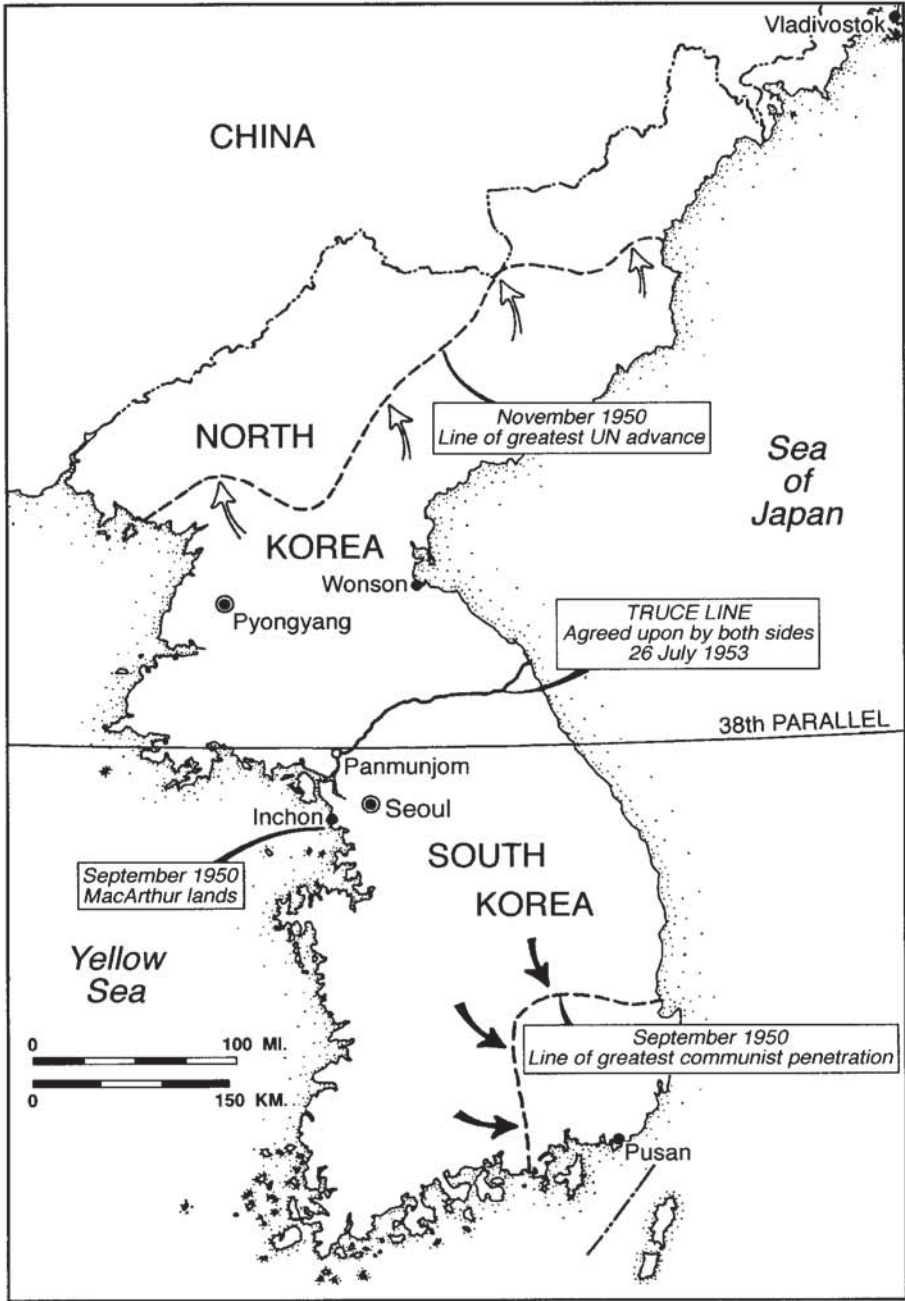 Vladivostok
CHINA
November 1950
Line of greatest UN advance
NORTH
KOREA
Sea
of
Japan
Wonson
Pyongyang
TRUCE LINE
Agreed upon by both sides
26 July 1953
38th PARALLEL
Panmunjom
Inchon
Seoul
September 1950
MacArthur lands
SOUTH
KOREA
Yellow
Sea
0 100 MI.
0 150 KM.
September 1950
Line of greatest communist penetration
Pusan